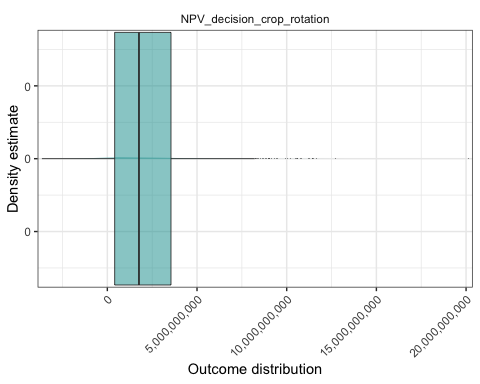 NPV_decision_crop_rotation
Density estimate
0
0
0
0
5,000,000,000
10,000,000,000
15,000,000,000
20,000,000,000
Outcome distribution